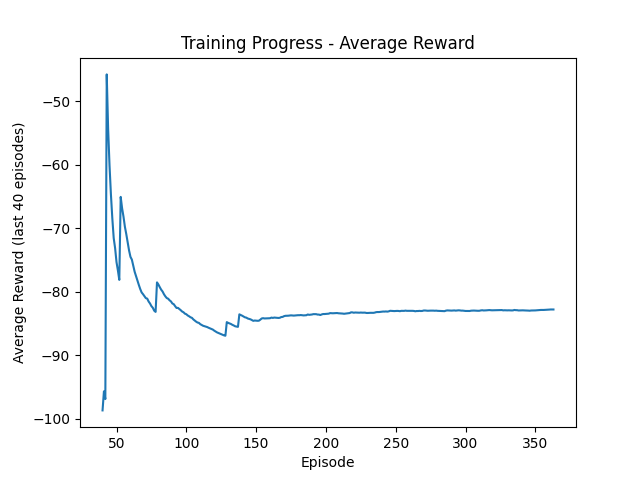 Training Progress - Average Reward
Average Reward (last 40 episodes)
−50
−60
−70
−80
−90
−100
50 100 150 200 250 300 350
Episode